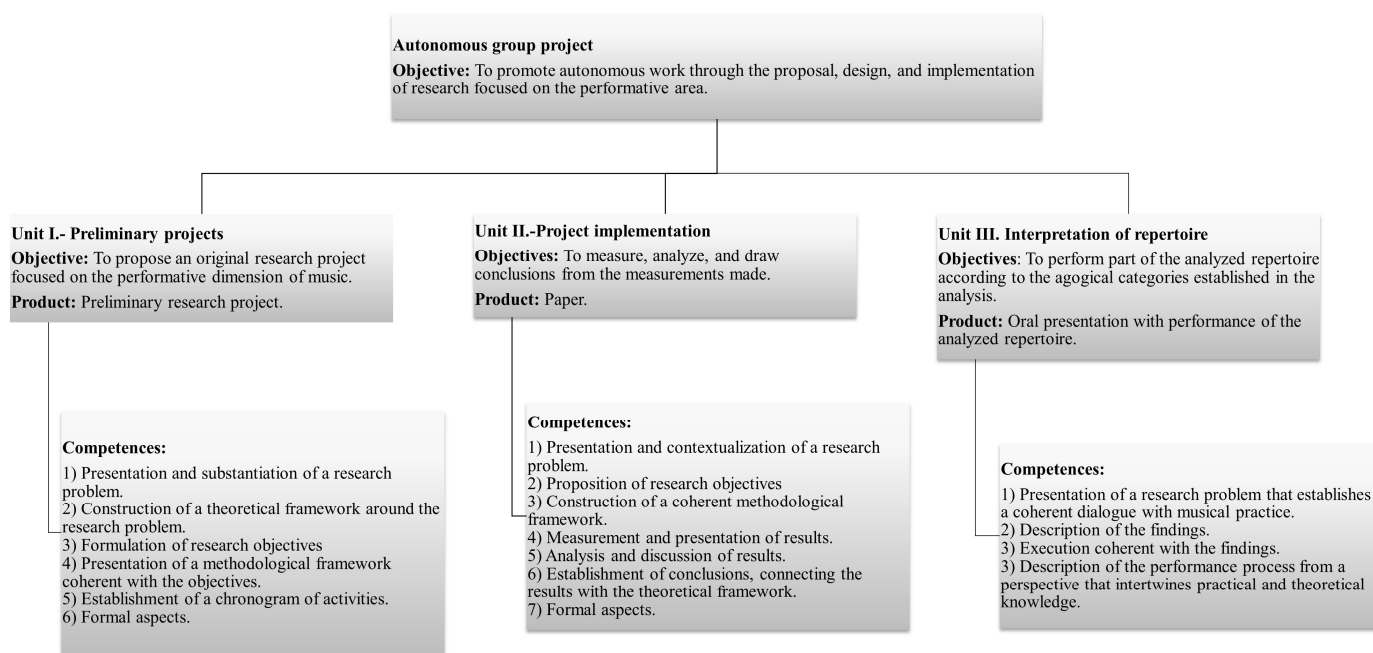 Autonomous group project
Objective: To promote autonomous work through the proposal, design, and implementation
of research focused on the performative area.
Unit I.- Preliminary projects
Objective: To propose an original research project
focused on the performative dimension of music.
Product: Preliminary research project.
Unit II.-Project implementation
Objectives: To measure, analyze, and draw
conclusions from the measurements made.
Product: Paper.
Unit III. Interpretation of repertoire
Objectives: To perform part of the analyzed repertoire
according to the agogical categories established in the
analysis.
Product: Oral presentation with performance of the
analyzed repertoire.
Competences:
1) Presentation and substantiation of a research
problem.
2) Construction of a theoretical framework around the
research problem.
3) Formulation of research objectives
4) Presentation of a methodological framework
coherent with the objectives.
5) Establishment of a chronogram of activities.
6) Formal aspects.
Competences:
1) Presentation and contextualization of a research
problem.
2) Proposition of research objectives
3) Construction of a coherent methodological
framework.
4) Measurement and presentation of results.
5) Analysis and discussion of results.
6) Establishment of conclusions, connecting the
results with the theoretical framework.
7) Formal aspects.
Competences:
1) Presentation of a research problem that establishes
a coherent dialogue with musical practice.
2) Description of the findings.
3) Execution coherent with the findings.
3) Description of the performance process from a
perspective that intertwines practical and theoretical
knowledge.